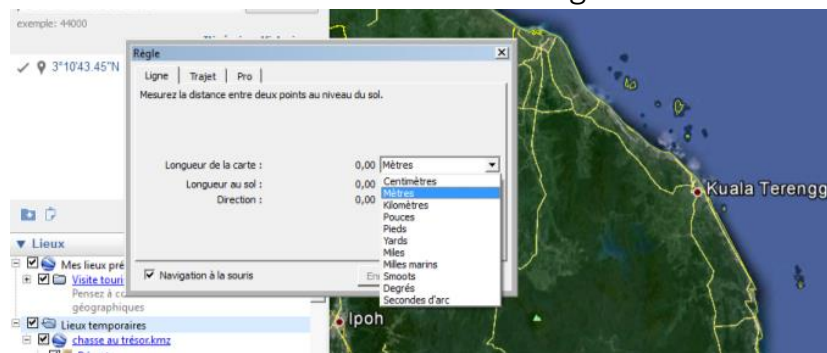 exemple: 44000
3°10'43.45"N
Règle
Ligne
Trajet
Pro
Mesurez la distance entre deux points au niveau du sol.
Longueur de la carte :
0,00
Mètres
Longueur au sol :
0,00
Direction :
0,00
Centimètres
Mètres
Kilomètres
Pouces
Pieds
Yards
Miles
Milles marins
Smoots
Degrés
Secondes d'arc
Navigation à la souris
Lieux
Mes lieux pré
Visite touri
Pensez à
géographiques
Lieux temporaires
chasse au trésor.kmz
Kuala Terengg
Ipoh